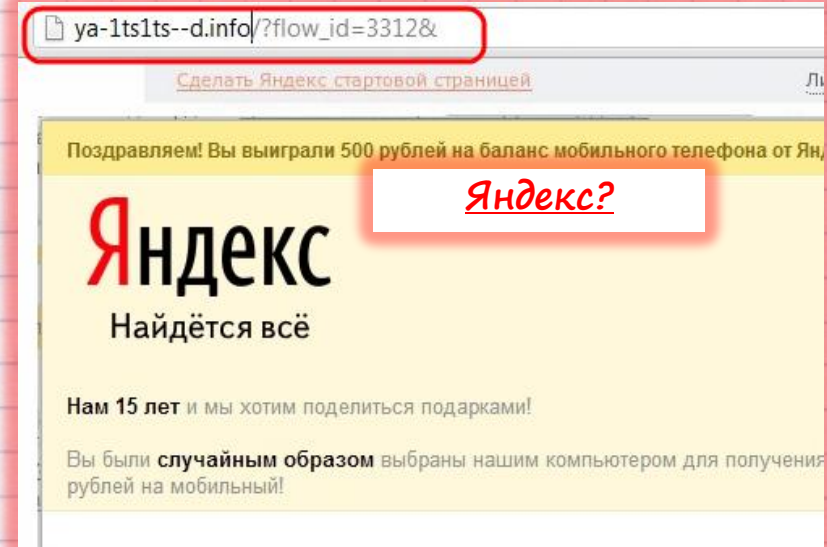 ya-1ts1ts--d.info/?flow_id=3312&
Сделать Яндекс стартовой страницей
Поздравляем! Вы выиграли 500 рублей на баланс мобильного телефона от Янд
Яндекс?
Яндекс
Найдётся всё
Нам 15 лет и мы хотим поделиться подарками!
Вы были случайным образом выбраны нашим компьютером для получения
рублей на мобильный!